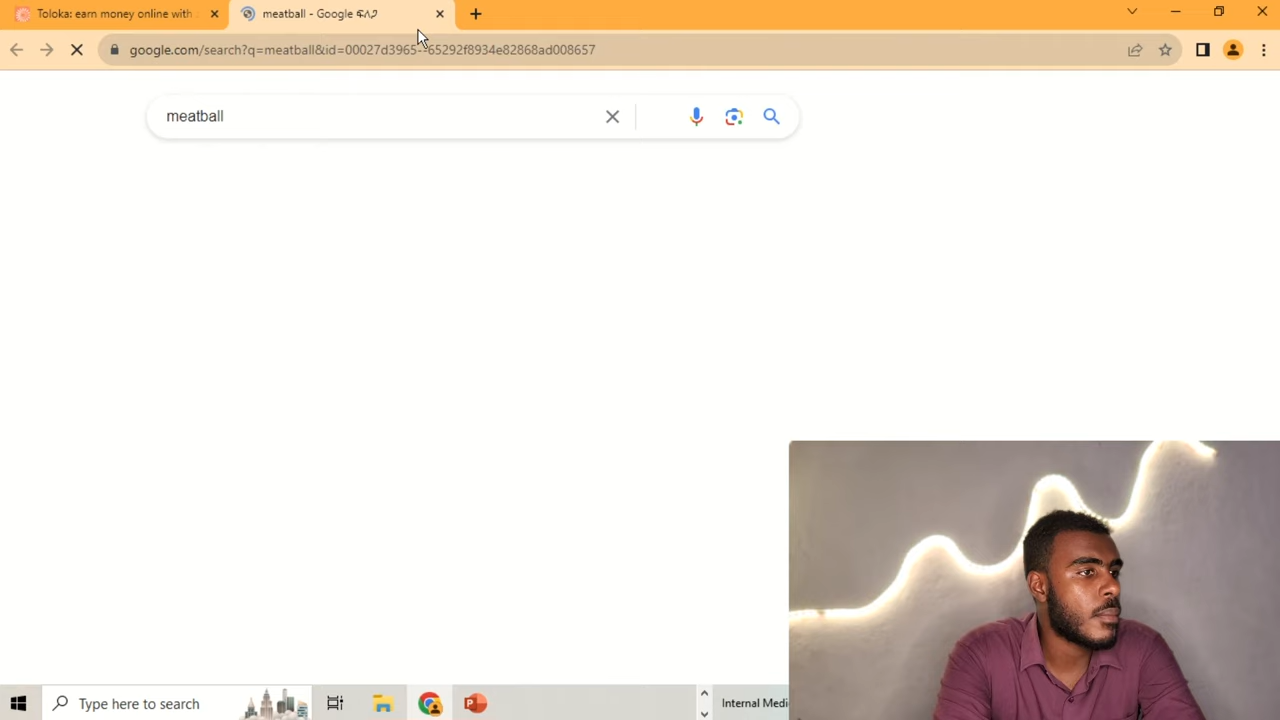 Toloka: earn money online with
meatball - Google ፍለጋ
google.com/search?q=meatball&id=00027d3965--65292f8934e82868ad008657
meatball
Type here to search
Internal Medi